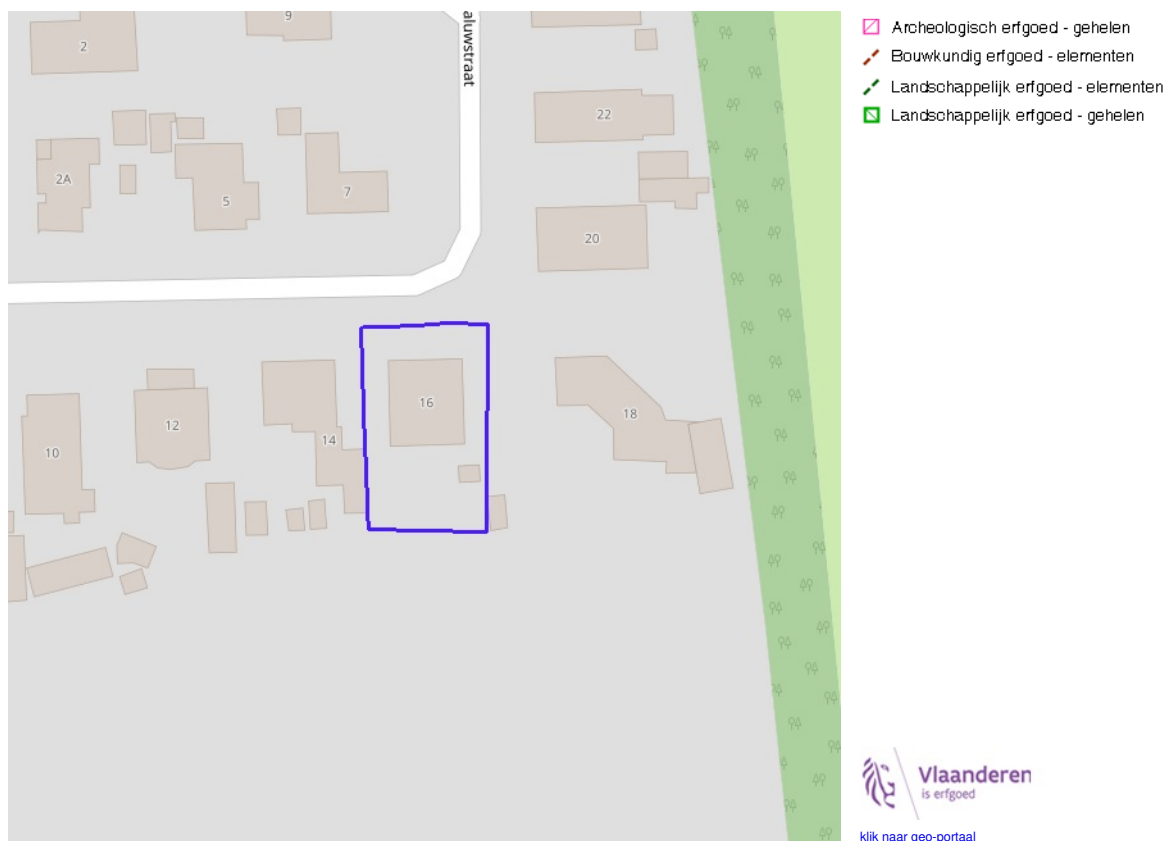 9
2
aluwstraat
22
2A
5
7
20
16
12
14
18
10
Archeologisch erfgoed - gehelen
Bouwkundig erfgoed - elementen
Landschappelijk erfgoed - elementen
Landschappelijk erfgoed - gehelen
Vlaanderen
is erfgoed
klik naar geo-portaal